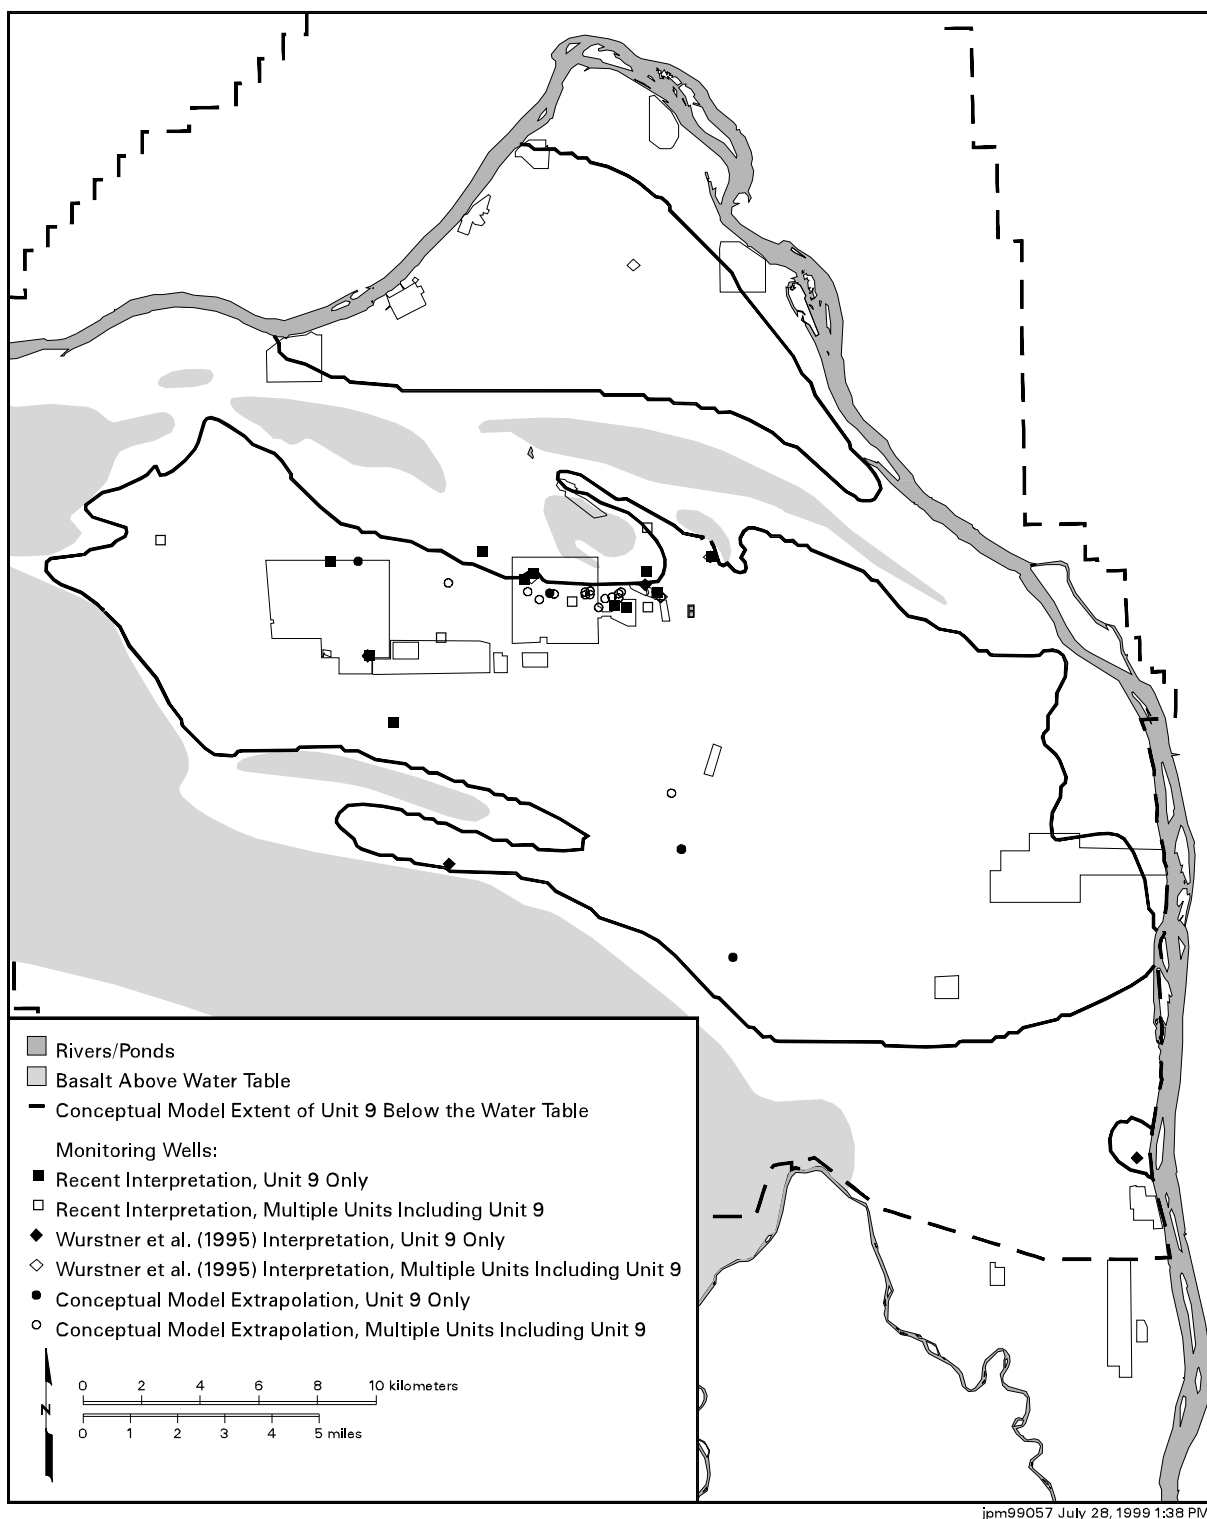 Rivers/Ponds
Basalt Above Water Table
Conceptual Model Extent of Unit 9 Below the Water Table
Monitoring Wells:
Recent Interpretation, Unit 9 Only
Recent Interpretation, Multiple Units Including Unit 9
Wurstner et al. (1995) Interpretation, Unit 9 Only
Wurstner et al. (1995) Interpretation, Multiple Units Including Unit 9
Conceptual Model Extrapolation, Unit 9 Only
Conceptual Model Extrapolation, Multiple Units Including Unit 9
0 2 4 6 8 10 kilometers
N
0 1 2 3 4 5 miles
jpm99057 July 28, 1999 1:38 PM